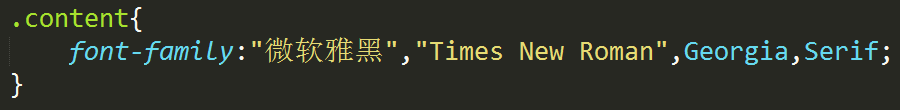 .content{
    font-family:"微软雅黑","Times New Roman",Georgia,Serif;
}